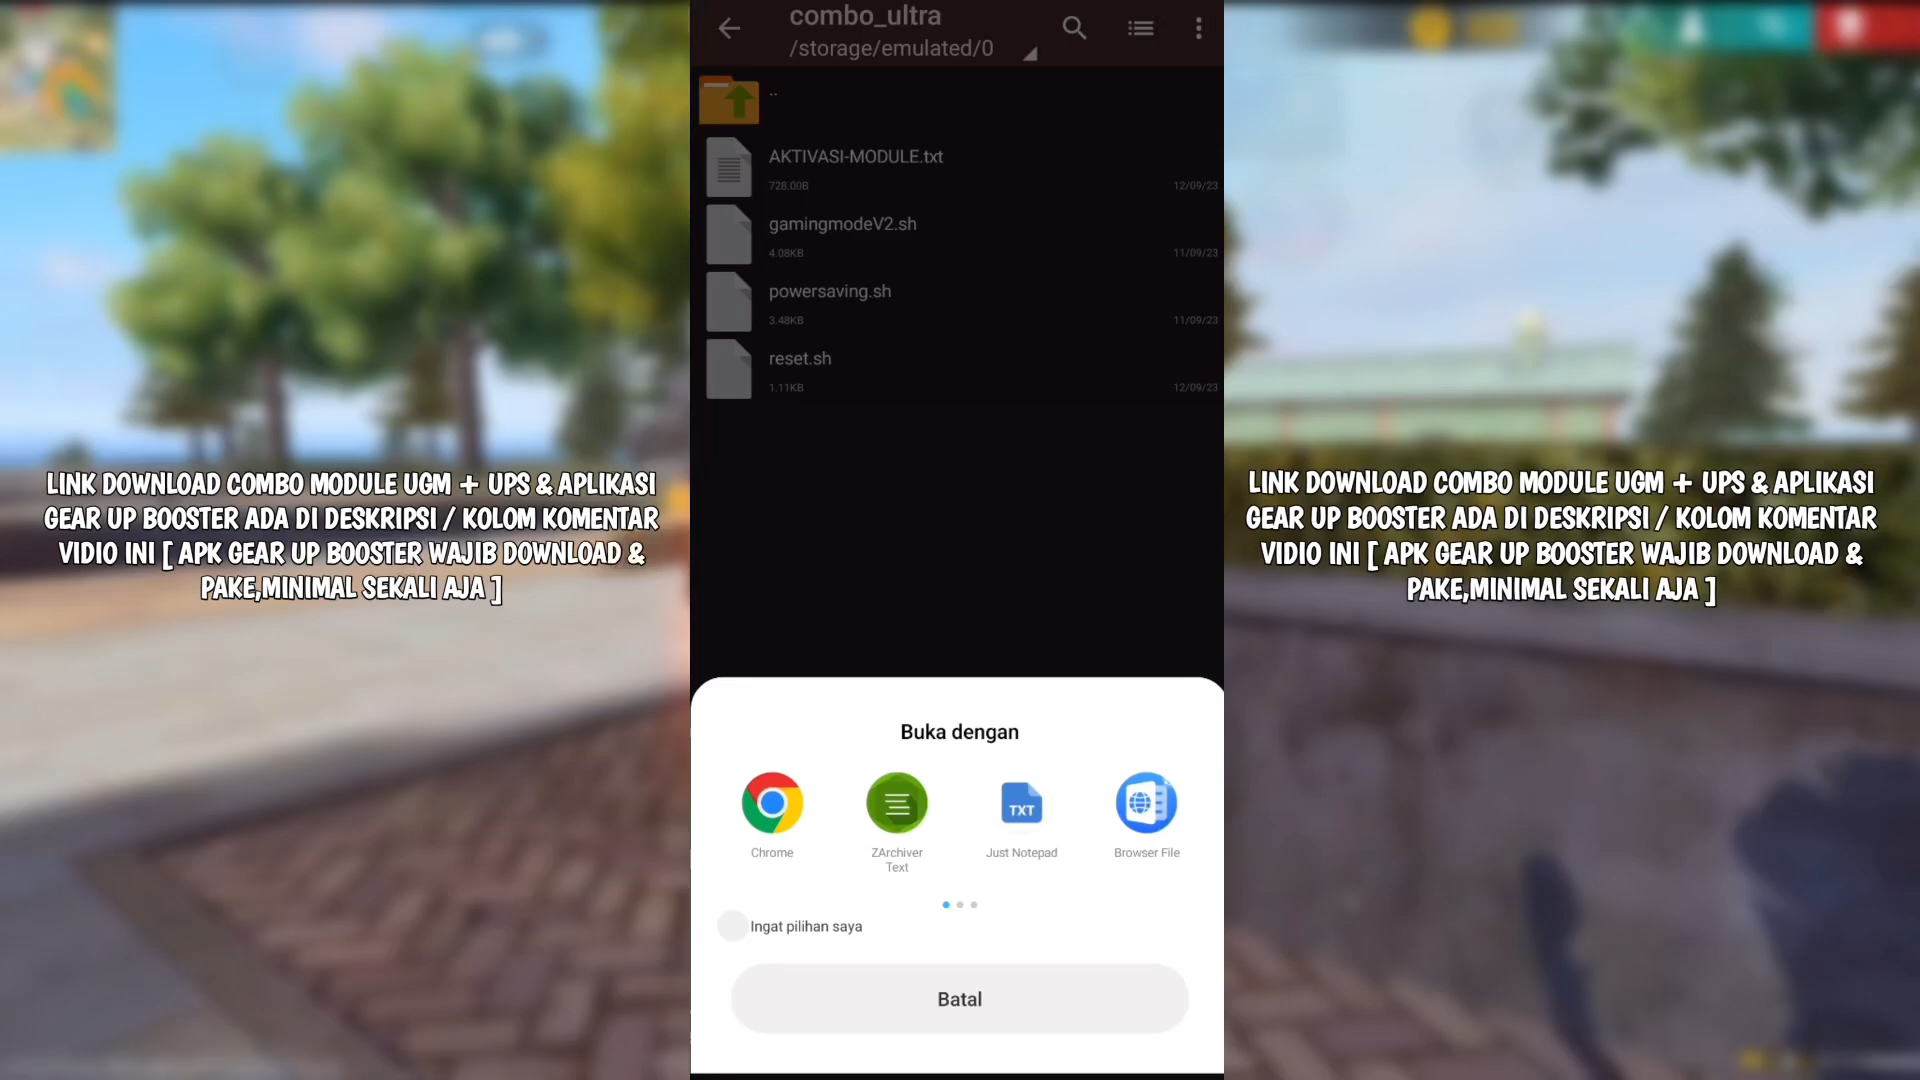 combo_ultra
/storage/emulated/0
..
AKTIVASI-MODULE.txt
728.00B
12/09/23
gamingmodeV2.sh
4.08KB
11/09/23
powersaving.sh
3.48KB
11/09/23
reset.sh
1.11KB
12/09/23
LINK DOWNLOAD COMBO MODULE UGM + UPS & APLIKASI
GEAR UP BOOSTER ADA DI DESKRIPSI / KOLOM KOMENTAR
VIDIO INI [ APK GEAR UP BOOSTER WAJIB DOWNLOAD &
PAKE,MINIMAL SEKALI AJA ]
LINK DOWNLOAD COMBO MODULE UGM + UPS & APLIKASI
GEAR UP BOOSTER ADA DI DESKRIPSI / KOLOM KOMENTAR
VIDIO INI [ APK GEAR UP BOOSTER WAJIB DOWNLOAD &
PAKE,MINIMAL SEKALI AJA ]
Buka dengan
TXT
Chrome
ZArchiver
Text
Just Notepad
Browser File
Ingat pilihan saya
Batal